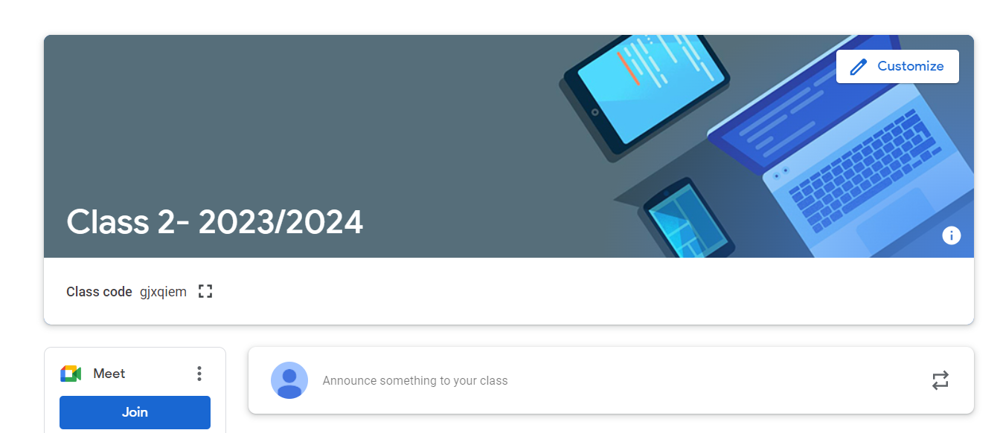 Customize
Class 2- 2023/2024
Class code gjxqiem
Meet
Join
Announce something to your class